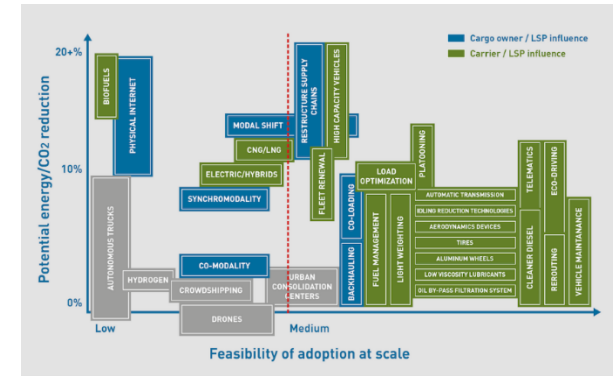 20+%
10%
0%
Potential energy/CO2 reduction
Cargo owner / LSP influence
Carrier / LSP influence
BIOFUELS
PHYSICAL INTERNET
AUTONOMOUS TRUCKS
HYDROGEN
MODAL SHIFT
CNG/LNG
ELECTRIC/HYBRIDS
SYNCHROMODALITY
CO-MODALITY
CROWDSHIPPING
DRONES
RESTRUCTURE SUPPLY
CHAINS
HIGH CAPACITY VEHICLES
FLEET RENEWAL
URBAN
CONSOLIDATION
CENTERS
CO-LOADING
BACKHAULING
LOAD
OPTIMIZATION
FUEL MANAGEMENT
LIGHT WEIGHTING
PLATOONING
AUTOMATIC TRANSMISSION
IDLING REDUCTION TECHNOLOGIES
AERODYNAMICS DEVICES
TIRES
ALUMINUM WHEELS
LOW VISCOSITY LUBRICANTS
OIL BY-PASS FILTRATION SYSTEM
TELEMATICS
CLEANER DIESEL
ECO-DRIVING
REROUTING
VEHICLE MAINTANANCE
Low
Medium
Feasibility of adoption at scale